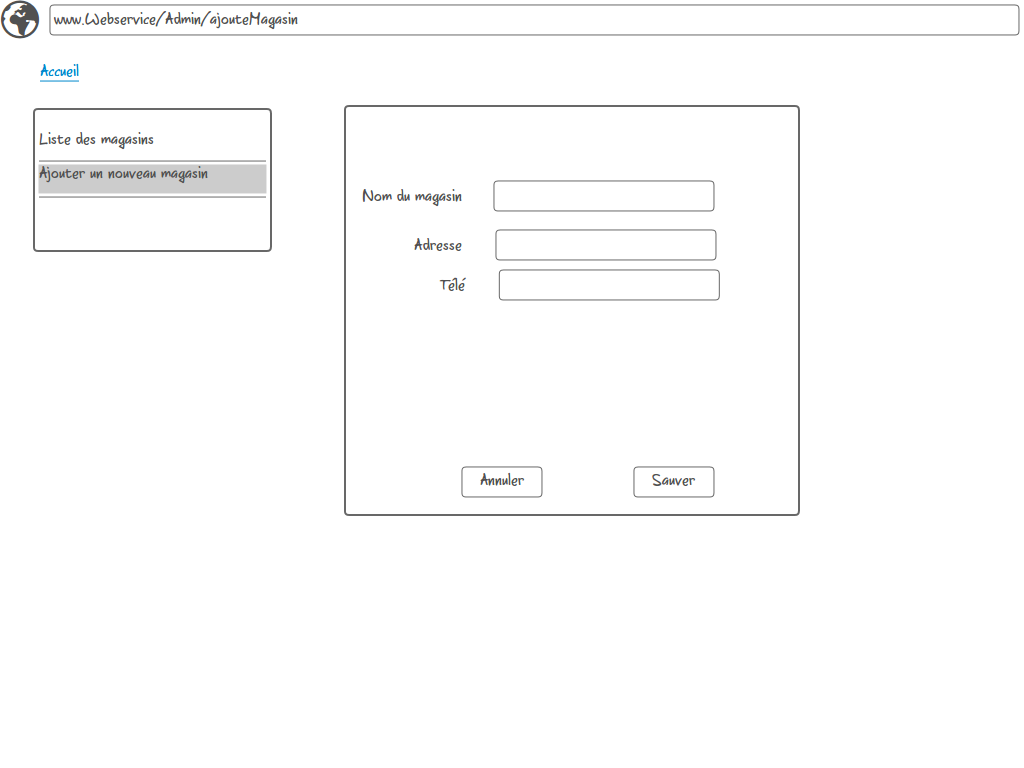 www.Webservice/Admin/ajouteMagasin
Accueil
Liste des magasins
Ajouter un nouveau magasin
Nom du magasin
Adresse
Télé
Annuler
Sauver